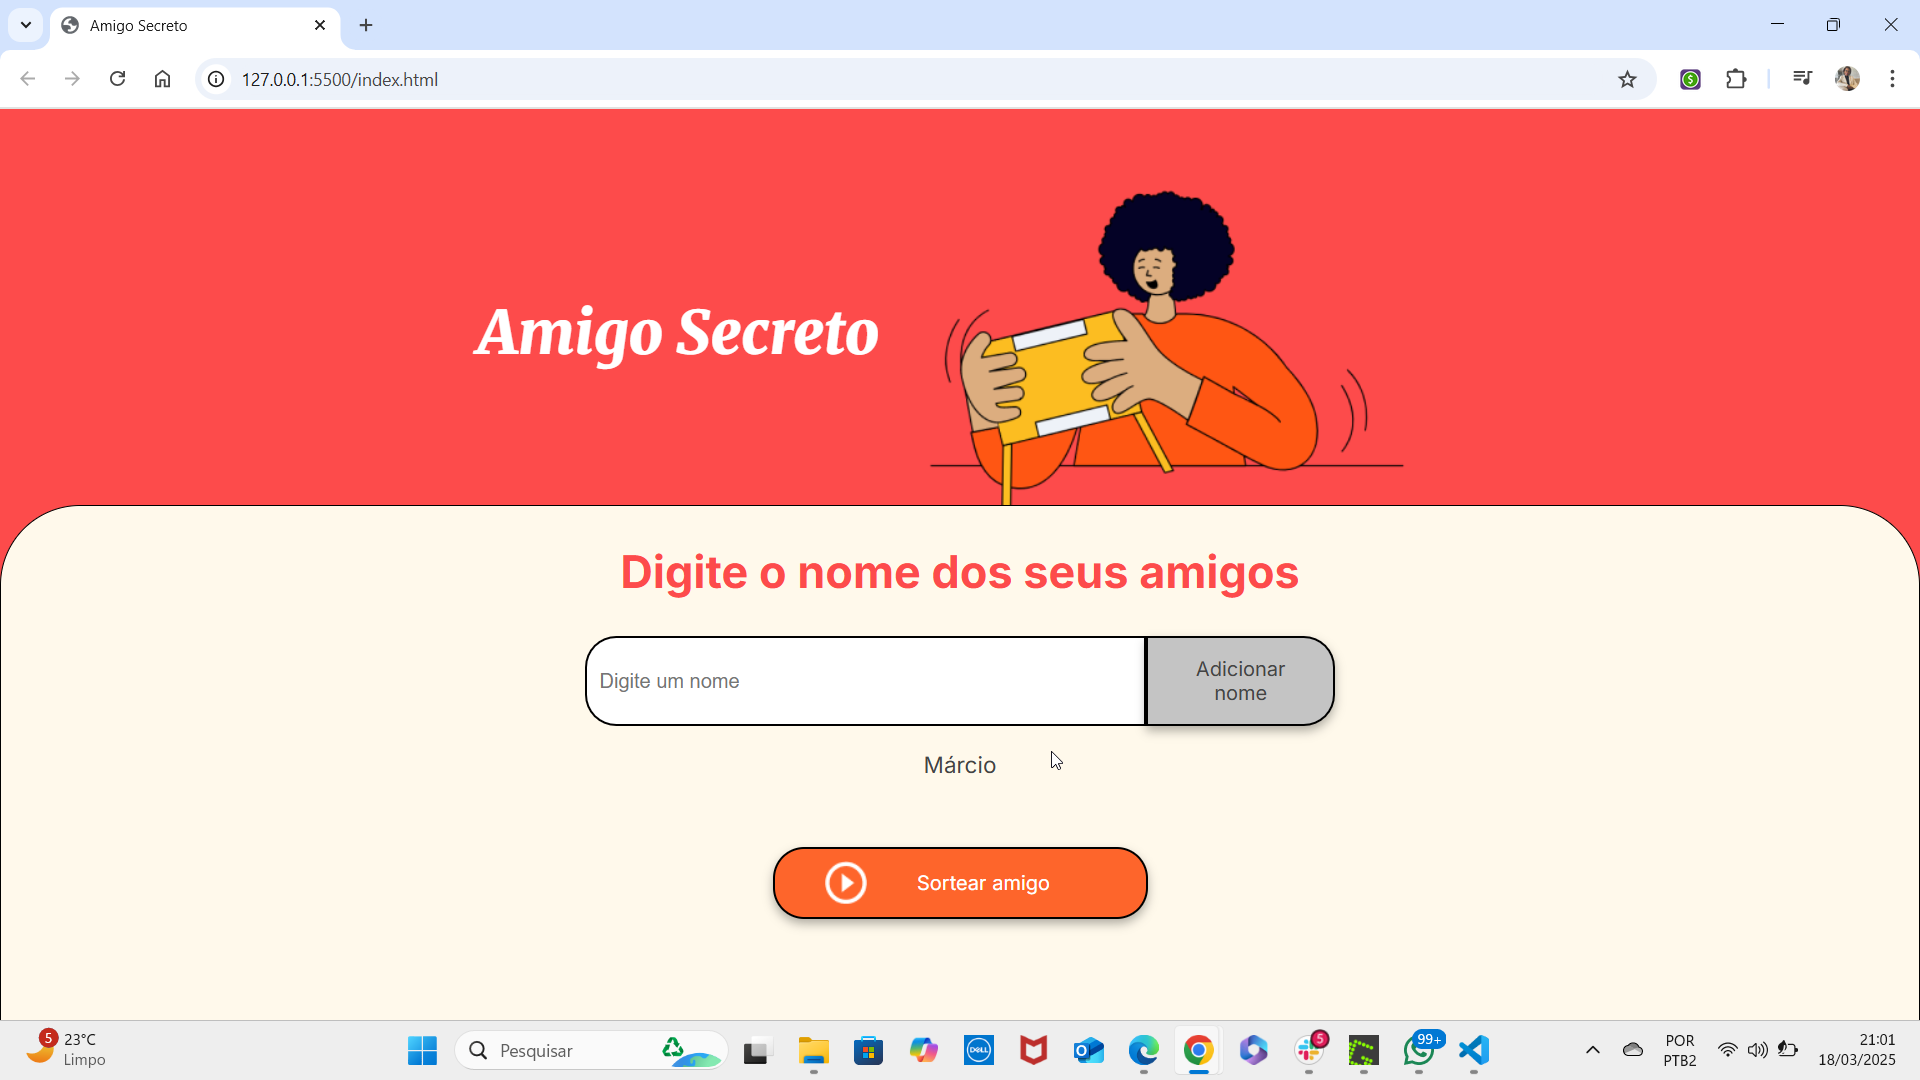 Amigo Secreto
127.0.0.1:5500/index.html
Amigo Secreto
Digite o nome dos seus amigos
Digite um nome
Adicionar
nome
Márcio
Sortear amigo
5
23°C
Limpo
Pesquisar
DELL
5
99+
POR
PTB2
21:01
18/03/2025